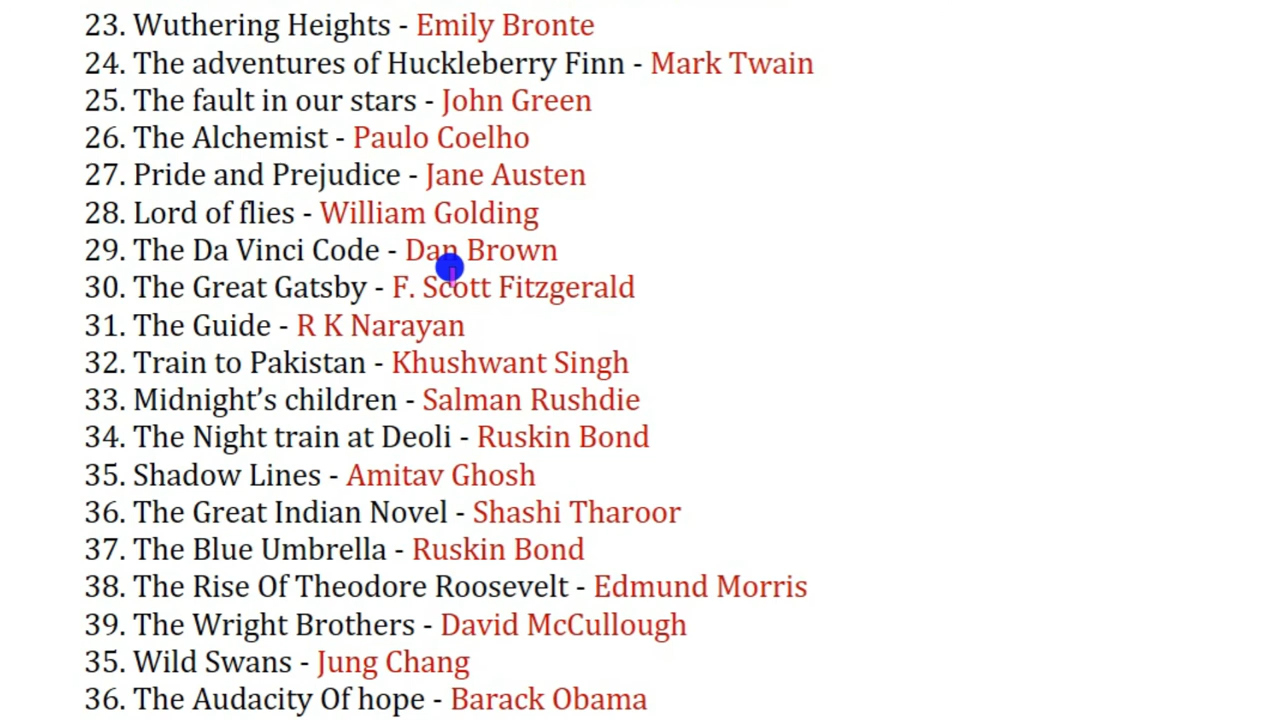 23. Wuthering Heights - Emily Bronte
24. The adventures of Huckleberry Finn - Mark Twain
25. The fault in our stars - John Green
26. The Alchemist - Paulo Coelho
27. Pride and Prejudice - Jane Austen
28. Lord of flies - William Golding
29. The Da Vinci Code - Dan Brown
30. The Great Gatsby - F. Scott Fitzgerald
31. The Guide - R K Narayan
32. Train to Pakistan - Khushwant Singh
33. Midnight’s children - Salman Rushdie
34. The Night train at Deoli - Ruskin Bond
35. Shadow Lines - Amitav Ghosh
36. The Great Indian Novel - Shashi Tharoor
37. The Blue Umbrella - Ruskin Bond
38. The Rise Of Theodore Roosevelt - Edmund Morris
39. The Wright Brothers - David McCullough
35. Wild Swans - Jung Chang
36. The Audacity Of hope - Barack Obama